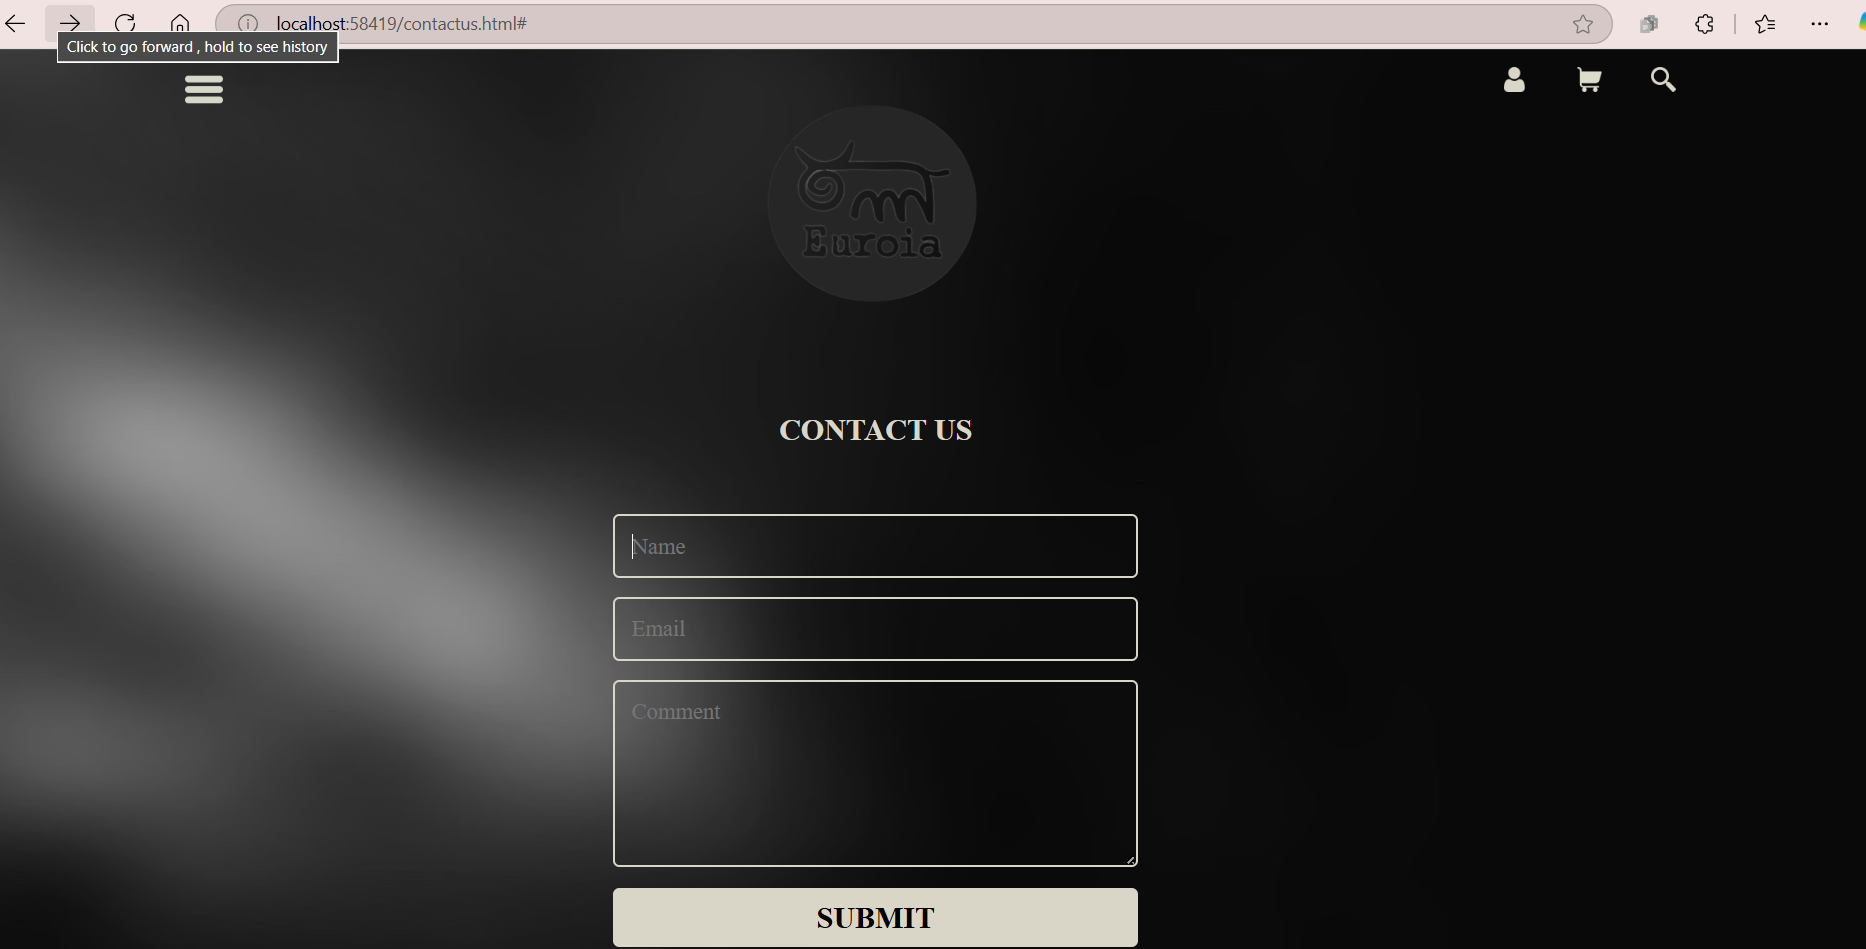 localhost:58419/contactus.html#
Click to go forward , hold to see history
Euroia
CONTACT US
Name
Email
Comment
SUBMIT